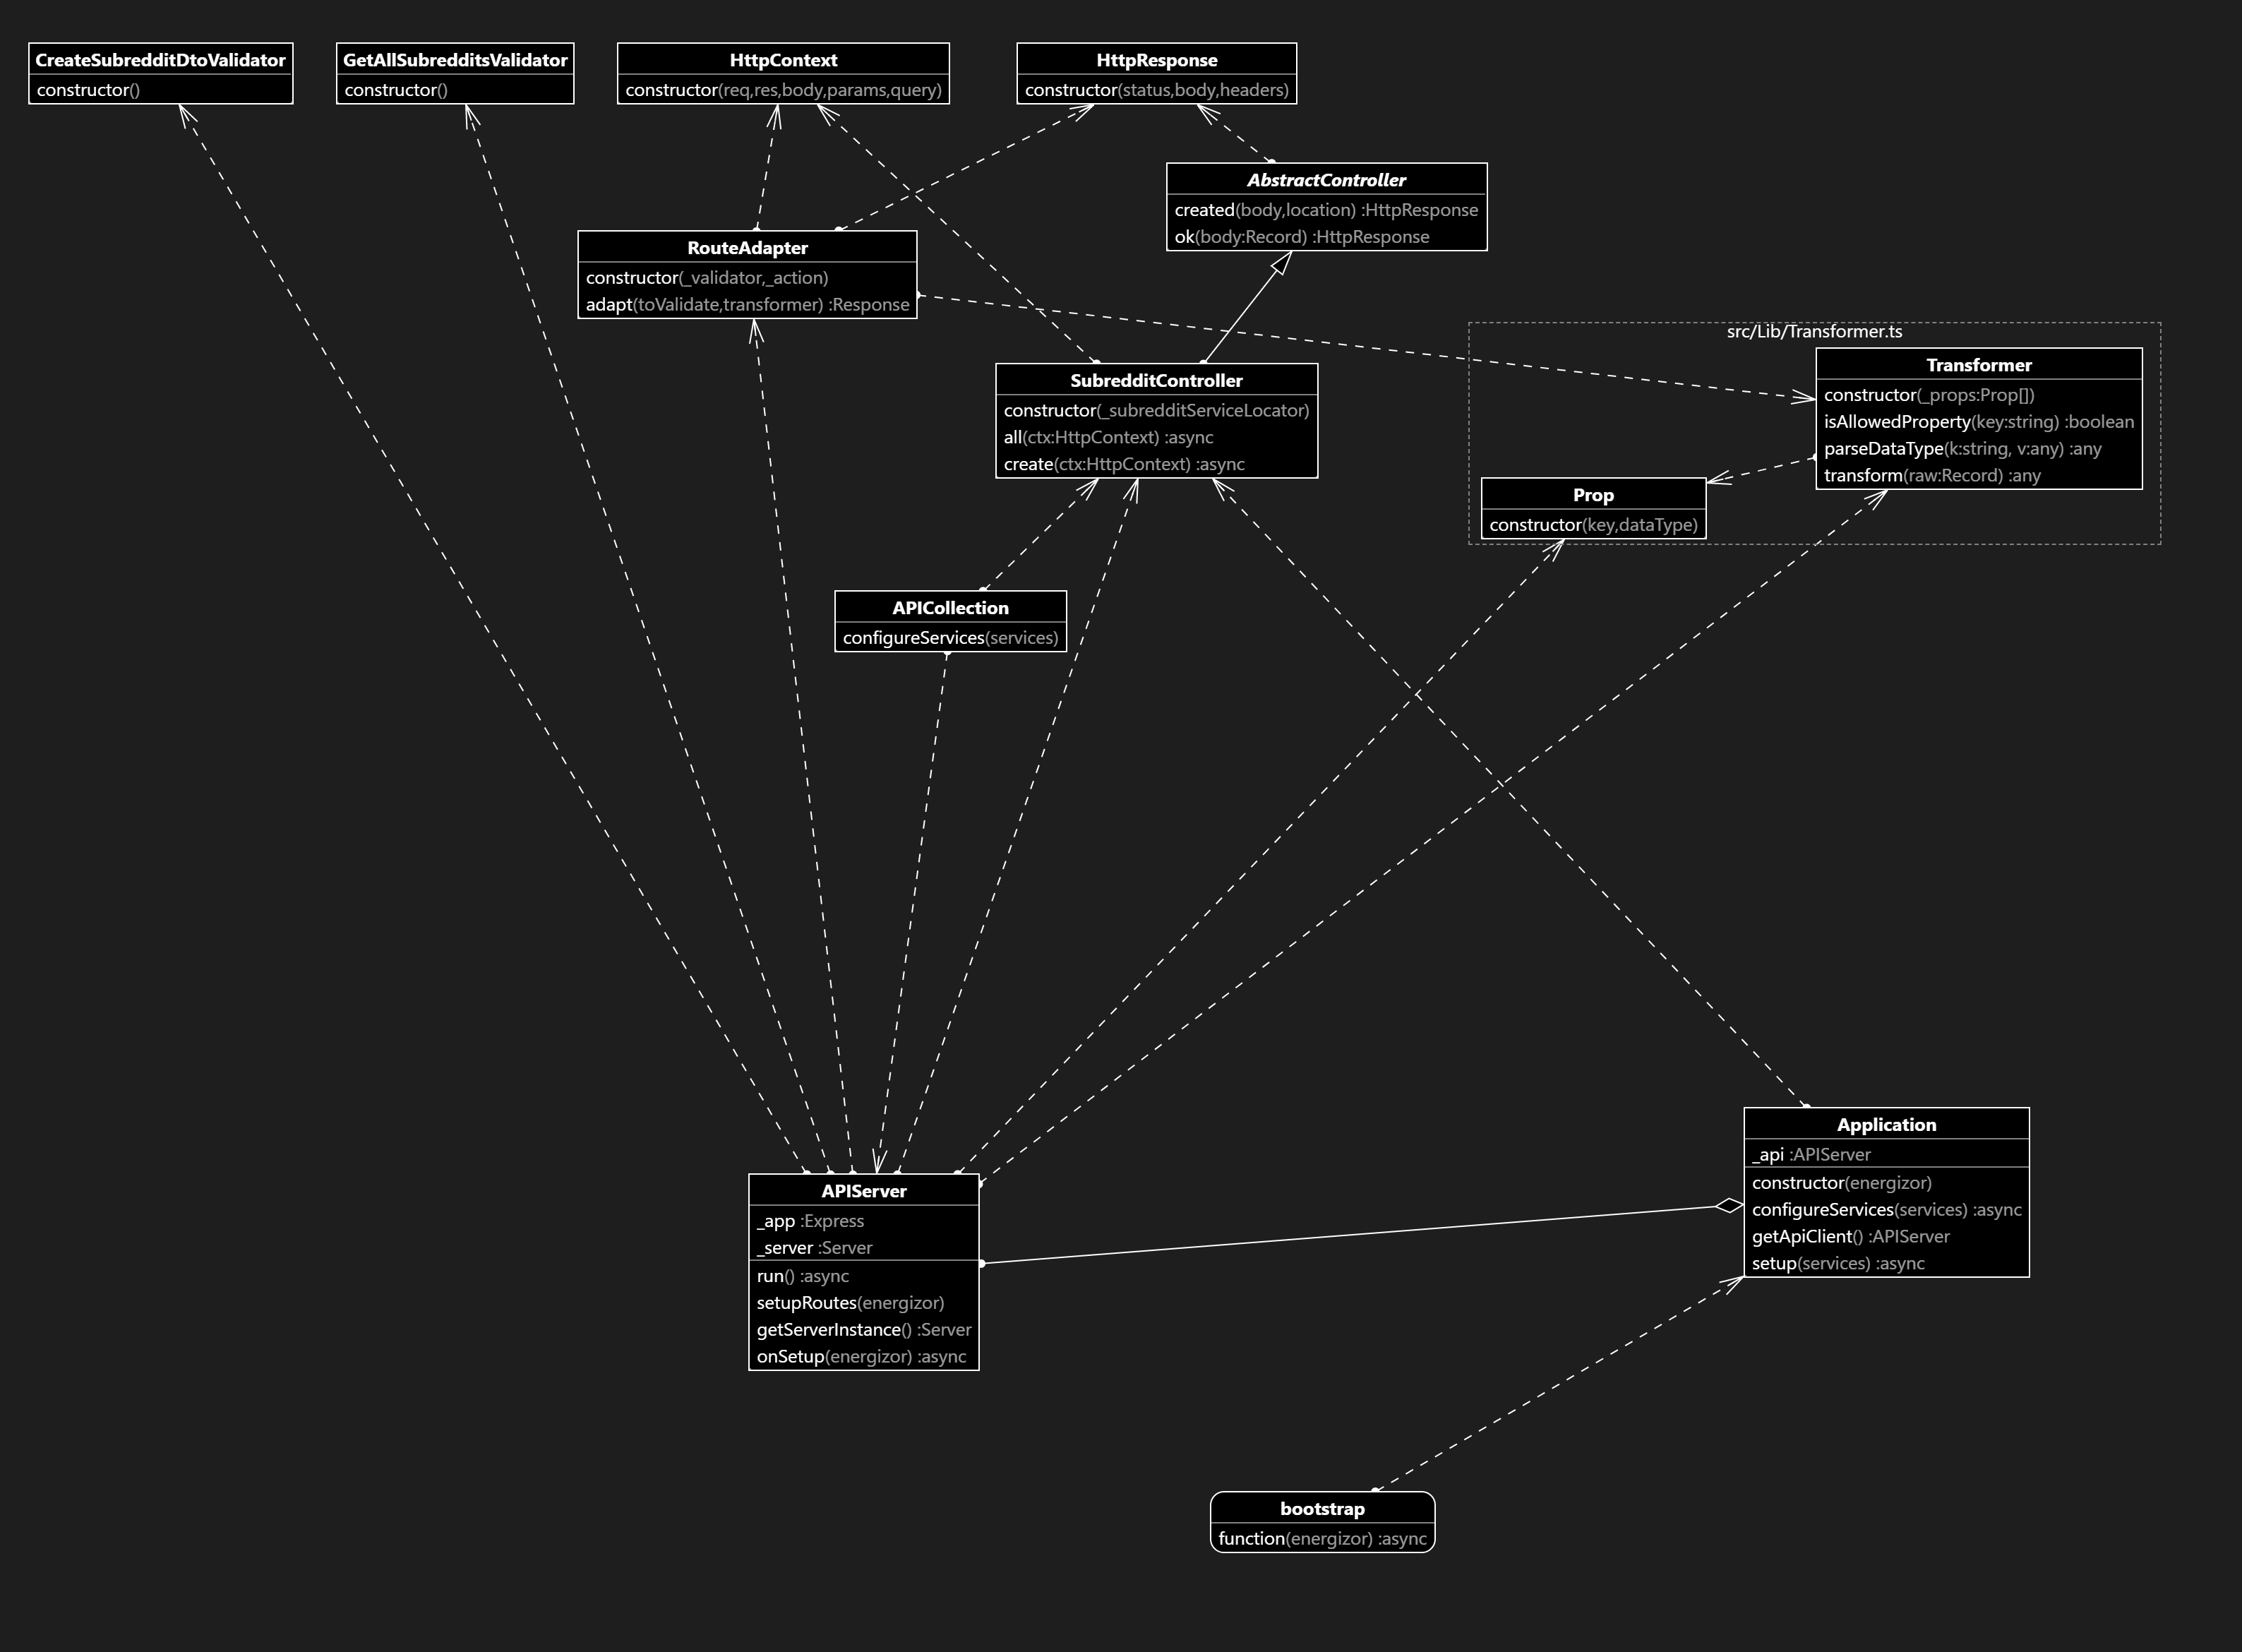 CreateSubredditDtoValidator
constructor()
GetAllSubredditsValidator
constructor()
HttpContext
constructor(req,res,body,params,query)
HttpResponse
constructor(status,body,headers)
AbstractController
created(body,location) :HttpResponse
ok(body:Record) :HttpResponse
RouteAdapter
constructor(_validator,_action)
adapt(toValidate,transformer) :Response
src/Lib/Transformer.ts
Transformer
constructor(_props:Prop[])
isAllowedProperty(key:string) :boolean
parseDataType(k:string, v:any) :any
transform(raw:Record) :any
SubredditController
constructor(_subredditServiceLocator)
all(ctx:HttpContext) :async
create(ctx:HttpContext) :async
Prop
constructor(key,dataType)
APICollection
configureServices(services)
Application
_api :APIServer
constructor(energizor)
configureServices(services) :async
getApiClient() :APIServer
setup(services) :async
APIServer
_app :Express
_server :Server
run() :async
setupRoutes(energizor)
getServerInstance() :Server
onSetup(energizor) :async
bootstrap
function(energizor) :async